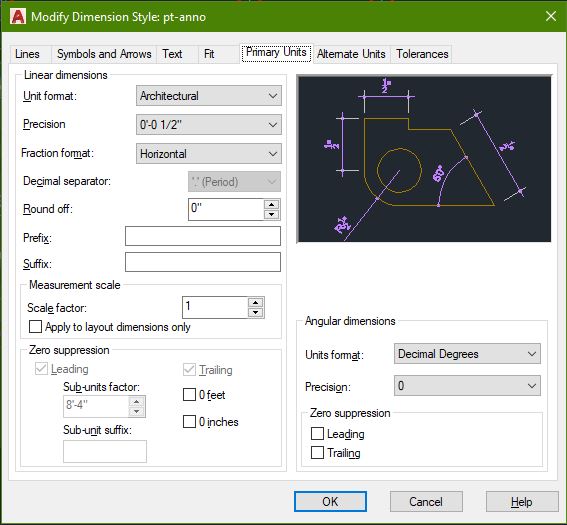 A Modify Dimension Style: pt-anno
Lines Symbols and Arrows Text Fit Primary Units Alternate Units Tolerances
Linear dimensions
Unit format: Architectural
Precision 0'-0 1/2"
Fraction format: Horizontal
Decimal separator: '.' (Period)
Round off: 0"
Prefix:
Suffix:
Measurement scale
Scale factor: 1
Apply to layout dimensions only
Zero suppression
Leading
Trailing
Sub-units factor:
8'-4"
Sub-unit suffix:
0 feet
0 inches
60°
Angular dimensions
Units format: Decimal Degrees
Precision: 0
Zero suppression
Leading
Trailing
OK Cancel Help